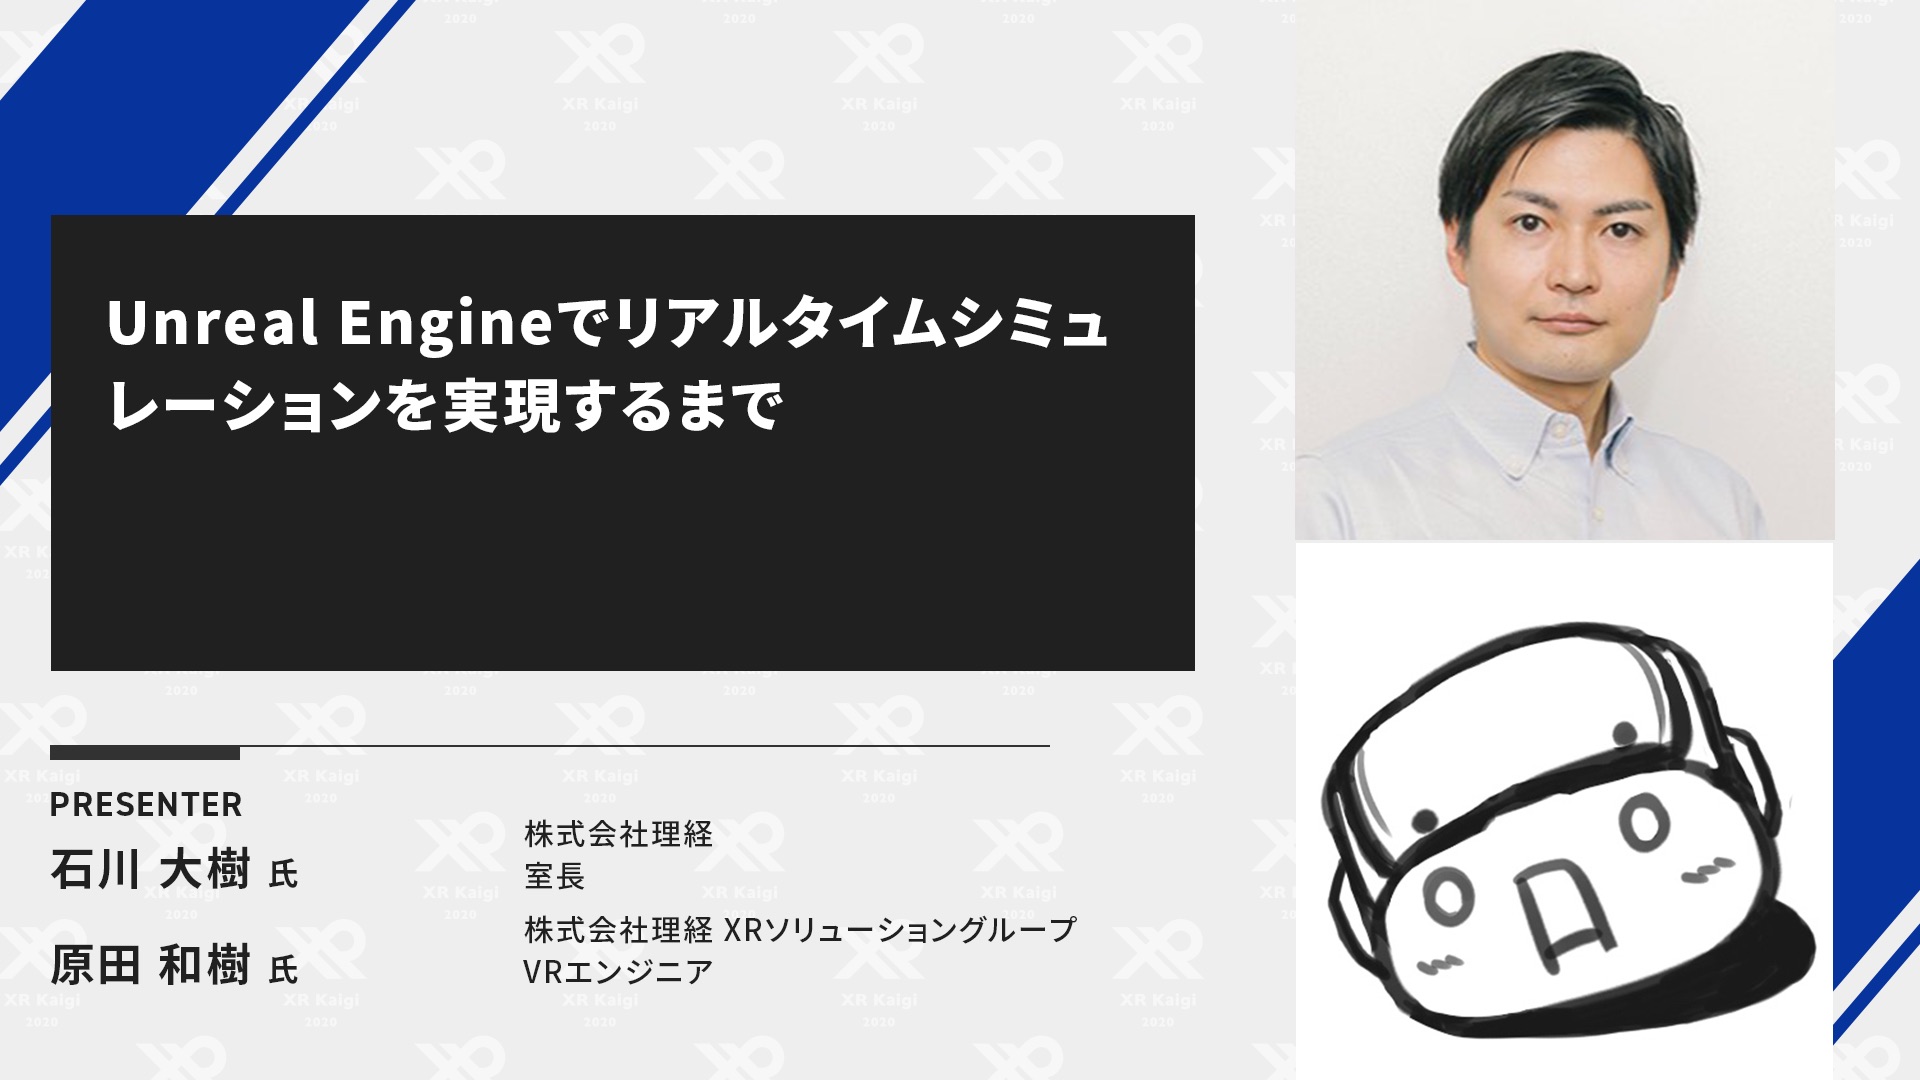 Unreal Engineでリアルタイムシミュ
レーションを実現するまで
PRESENTER
石川 大樹 氏
株式会社理経
室長
原田 和樹 氏
株式会社理経 XRソリューショングループ
VRエンジニア
XR Kaigi
2020